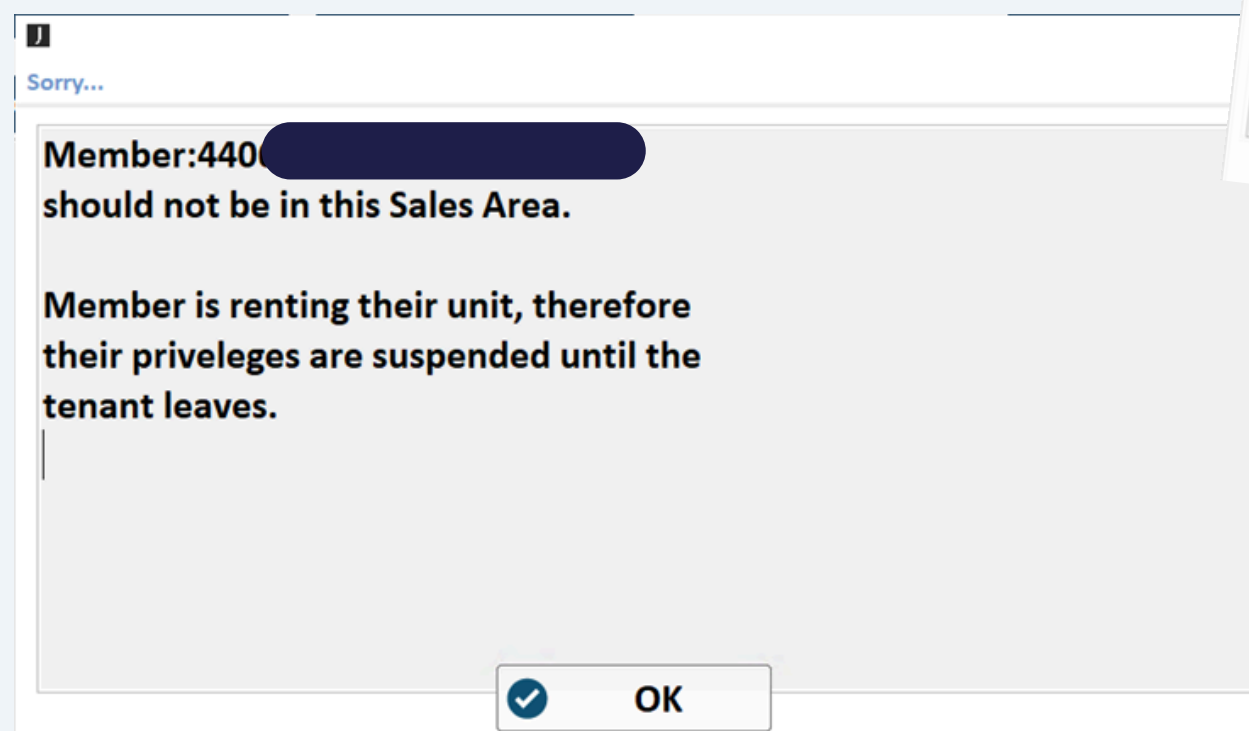 J
Sorry...
Member:440
should not be in this Sales Area.
Member is renting their unit, therefore
their priveleges are suspended until the
tenant leaves.
OK